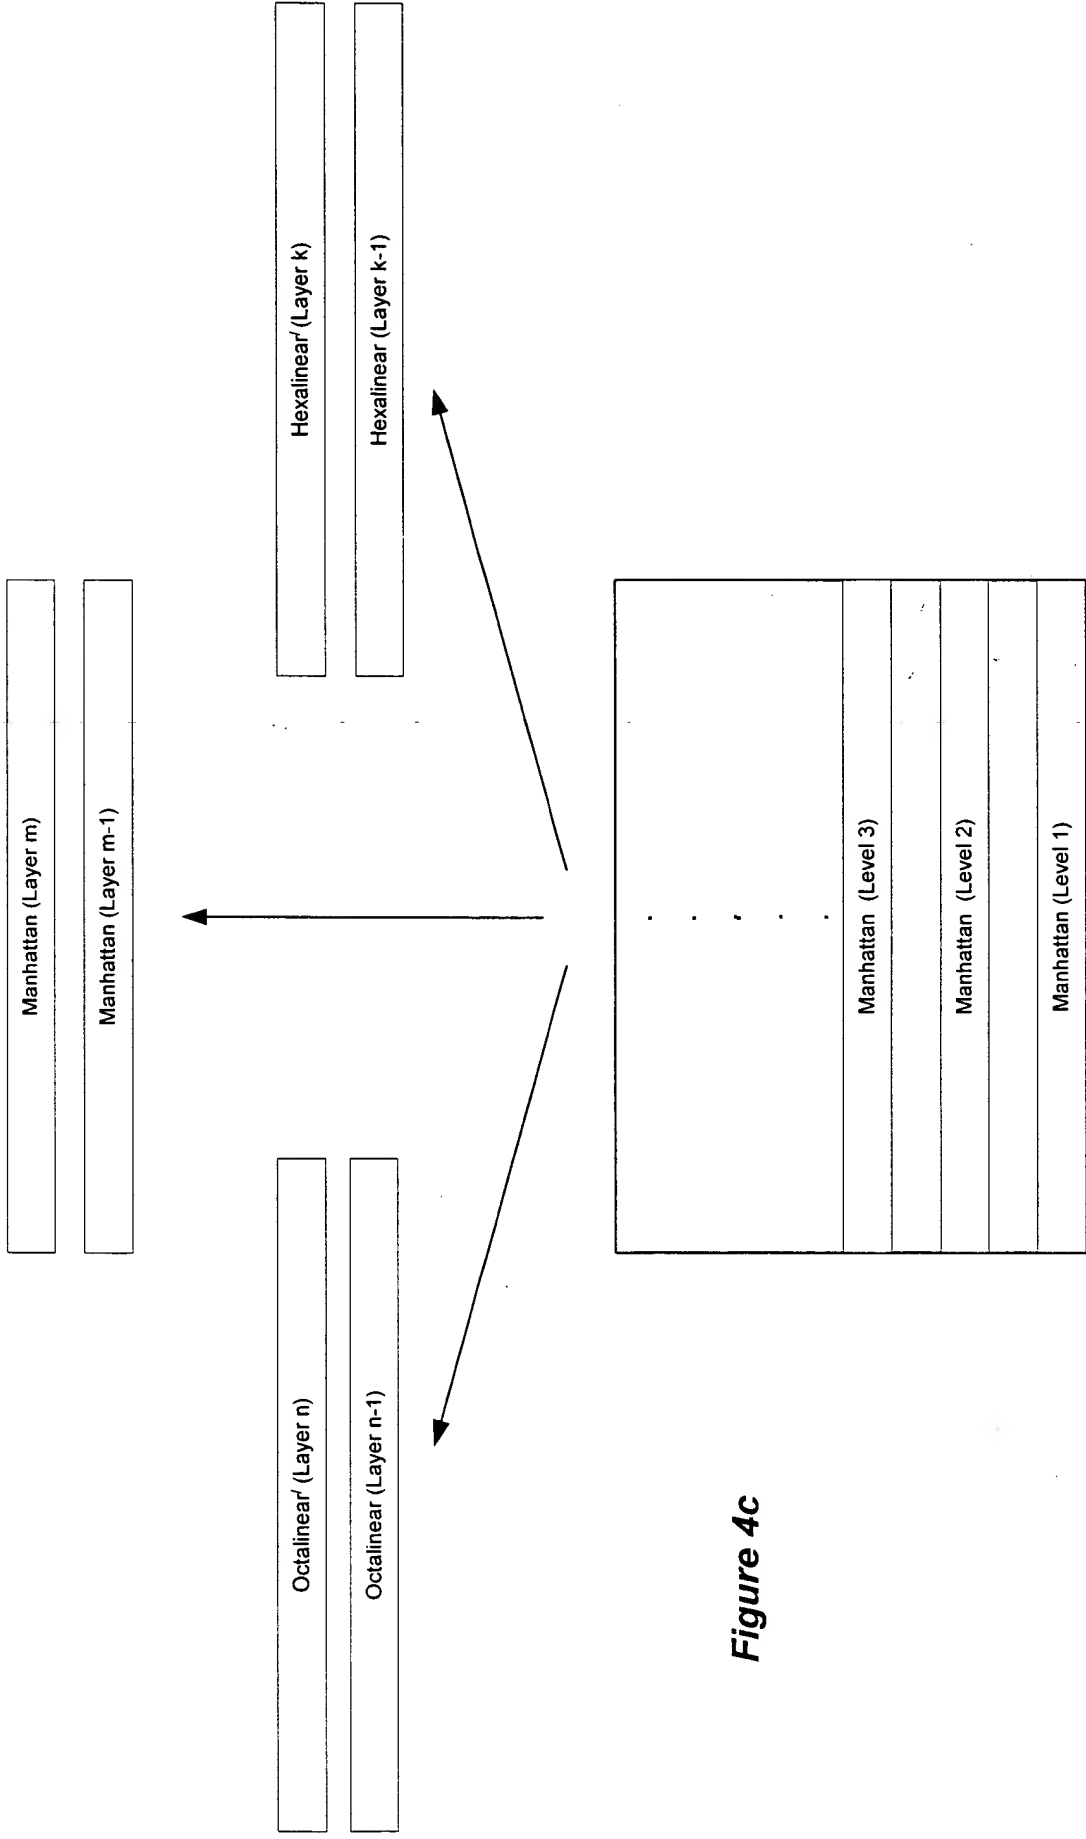 Manhattan (Layer m)
Manhattan (Layer m-1)
Octalinear' (Layer n)
Octalinear (Layer n-1)
Hexalinear' (Layer k)
Hexalinear (Layer k-1)
Manhattan (Level 3)
Manhattan (Level 2)
Manhattan (Level 1)
Figure 4c